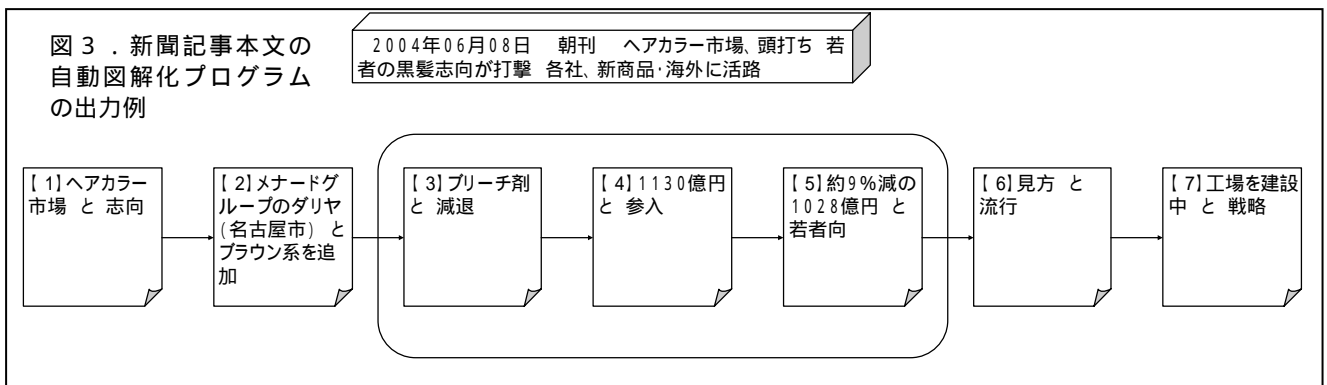 図３．新聞記事本文の
自動図解化プログラム
の出力例
2004年06月08日　朝刊　ヘアカラー市場、頭打ち 若
者の黒髪志向が打撃 各社、新商品・海外に活路
【1】ヘアカラー
市場 と 志向
【2】メナードグ
ループのダリヤ
(名古屋市) と
ブラウン系を追
加
【3】ブリーチ剤
と 減退
【4】1130億円
と 参入
【5】約9%減の
1028億円 と
若者向
【6】見方 と
流行
【7】工場を建設
中 と 戦略